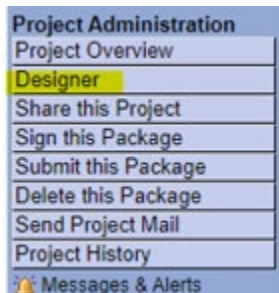 Project Administration
Project Overview
Designer
Share this Project
Sign this Package
Submit this Package
Delete this Package
Send Project Mail
Project History
Messages & Alerts